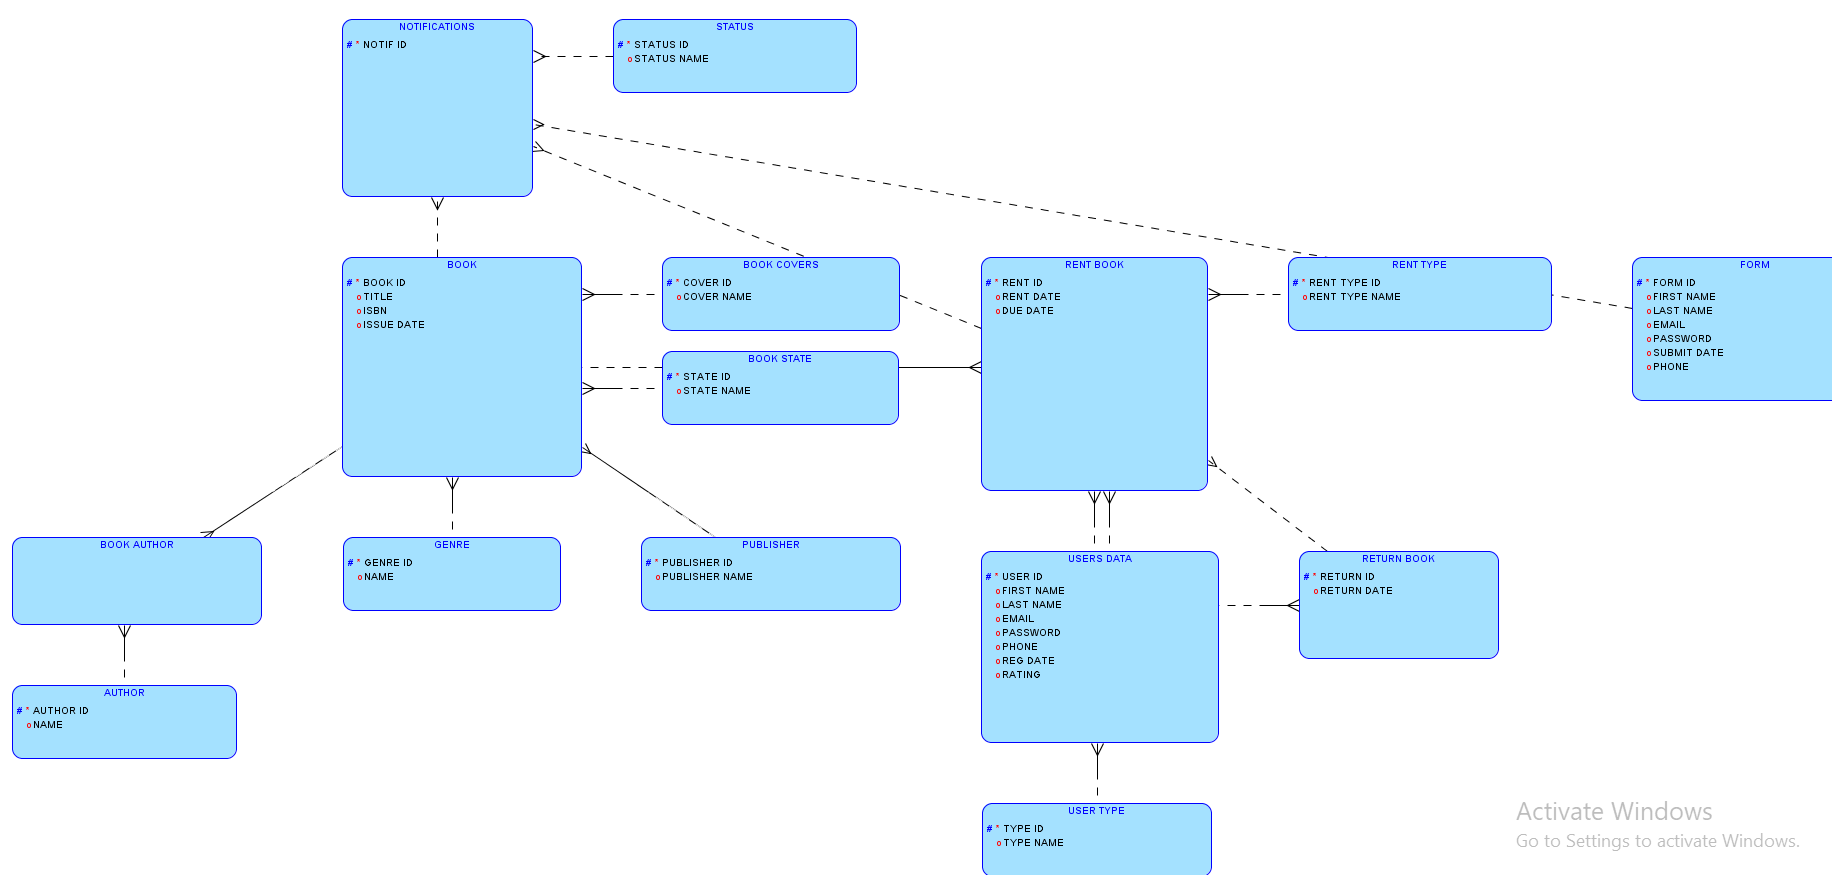 NOTIFICATIONS
# * NOTIF ID
STATUS
# * STATUS ID
o STATUS NAME
BOOK
# * BOOK ID
o TITLE
o ISBN
o ISSUE DATE
BOOK COVERS
# * COVER ID
o COVER NAME
BOOK STATE
# * STATE ID
o STATE NAME
RENT BOOK
# * RENT ID
o RENT DATE
o DUE DATE
RENT TYPE
# * RENT TYPE ID
o RENT TYPE NAME
FORM
# * FORM ID
o FIRST NAME
o LAST NAME
o EMAIL
o PASSWORD
o SUBMIT DATE
o PHONE
BOOK AUTHOR
GENRE
# * GENRE ID
o NAME
PUBLISHER
# * PUBLISHER ID
o PUBLISHER NAME
USERS DATA
# * USER ID
o FIRST NAME
o LAST NAME
o EMAIL
o PASSWORD
o PHONE
o REG DATE
o RATING
RETURN BOOK
# * RETURN ID
o RETURN DATE
AUTHOR
# * AUTHOR ID
o NAME
USER TYPE
# * TYPE ID
o TYPE NAME
Activate Windows
Go to Settings to activate Windows.